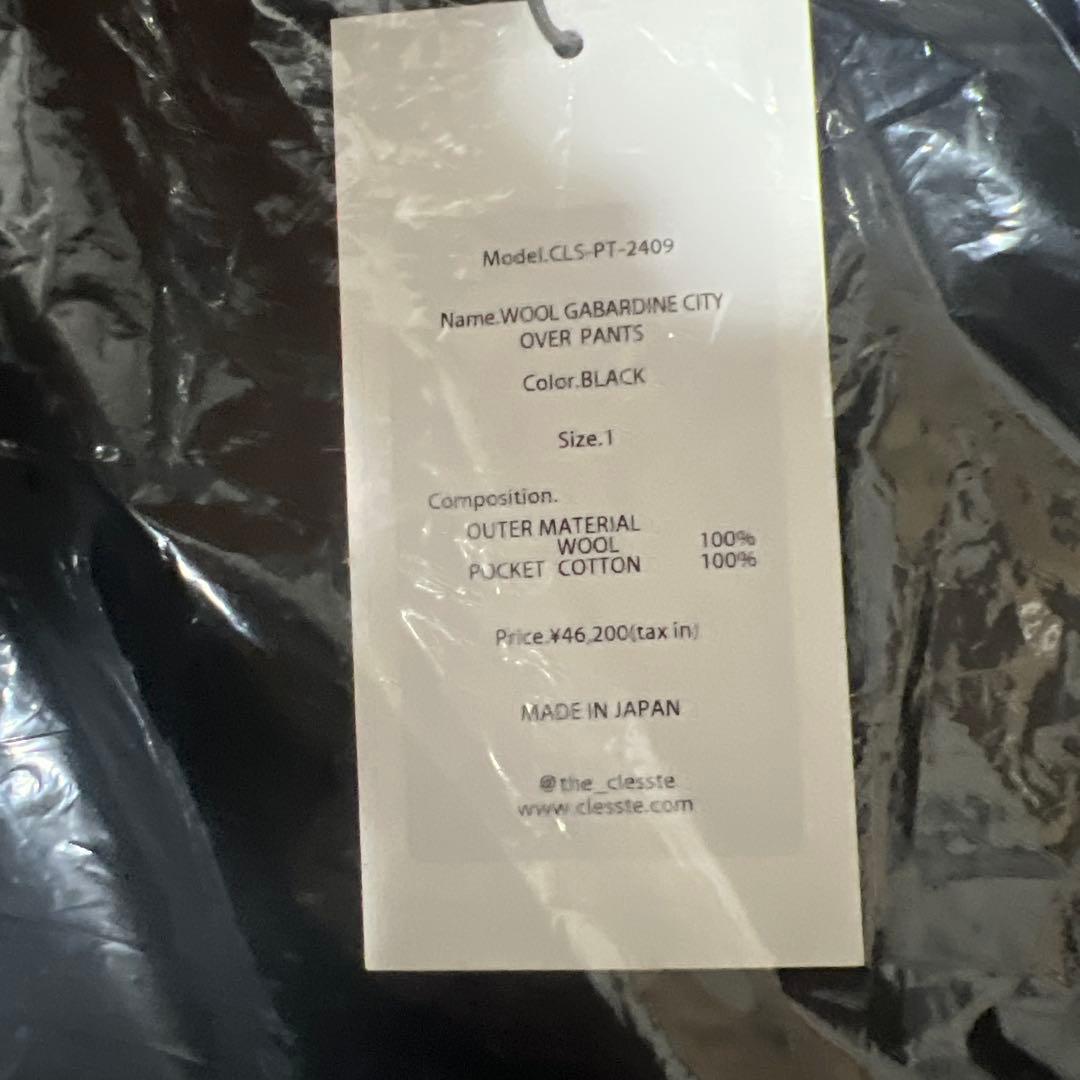 Model.CLS-PT-2409
Name.WOOL GABARDINE CITY
OVER PANTS
Color.BLACK
Size.1
Composition.
OUTER MATERIAL
WOOL 100%
POCKET COTTON 100%
Price.¥46,200(tax in)
MADE IN JAPAN
@the_clesste
www.clesste.com